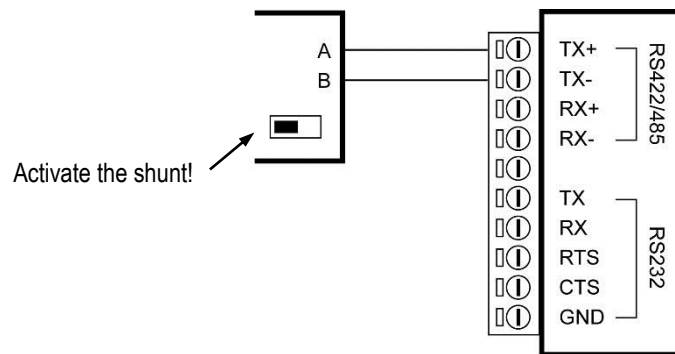 A
B
Activate the shunt!
TX+
TX-
RX+
RX-
RS422/485
TX
RX
RTS
CTS
GND
RS232